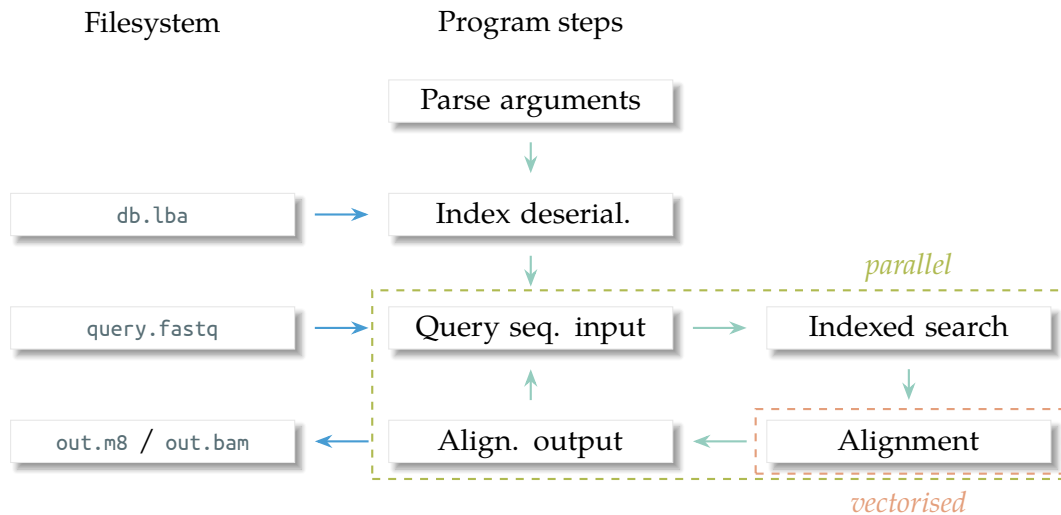 Filesystem Program steps
Parse arguments
db.lba Index deserial.
parallel
query.fastq Query seq. input Indexed search
out.m8 / out.bam Align. output Alignment
vectorised